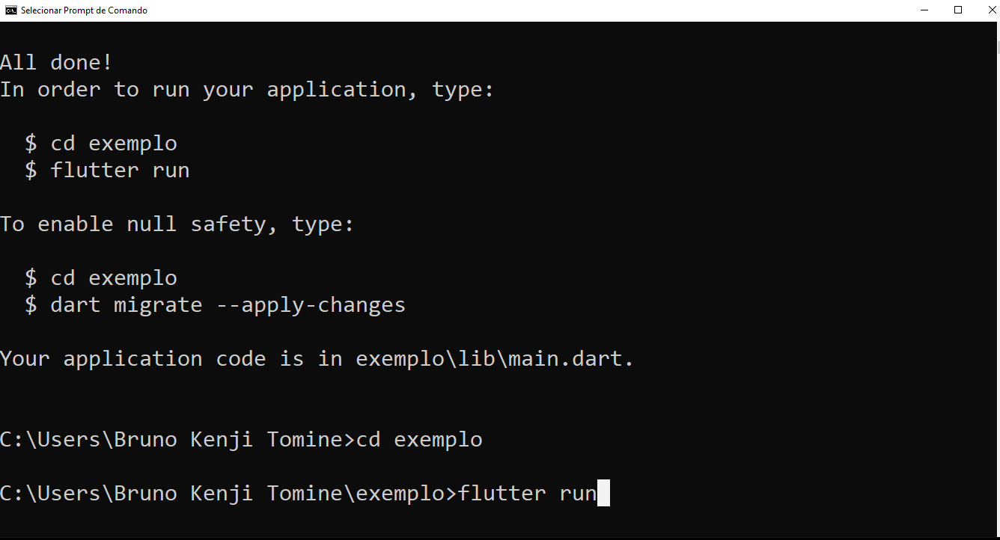 Selecionar Prompt de Comando
All done!
In order to run your application, type:
$ cd exemplo
$ flutter run
To enable null safety, type:
$ cd exemplo
$ dart migrate --apply-changes
Your application code is in exemplo\lib\main.dart.
C:\Users\Bruno Kenji Tomine>cd exemplo
C:\Users\Bruno Kenji Tomine\exemplo>flutter run